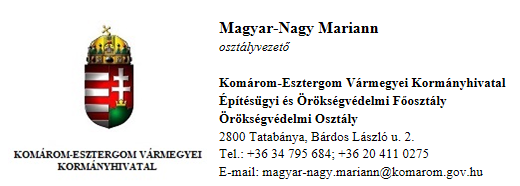 Magyar-Nagy Mariann
osztályvezető
Komárom-Esztergom Vármegyei Kormányhivatal
Építésügyi és Örökségvédelmi Főosztály
Örökségvédelmi Osztály
2800 Tatabánya, Bárdos László u. 2.
Tel.: +36 34 795 684; +36 20 411 0275
E-mail: magyar-nagy.mariann@komarom.gov.hu
KOMÁROM-ESZTERGOM VÁRMEGYEI
KORMÁNYHIVATAL